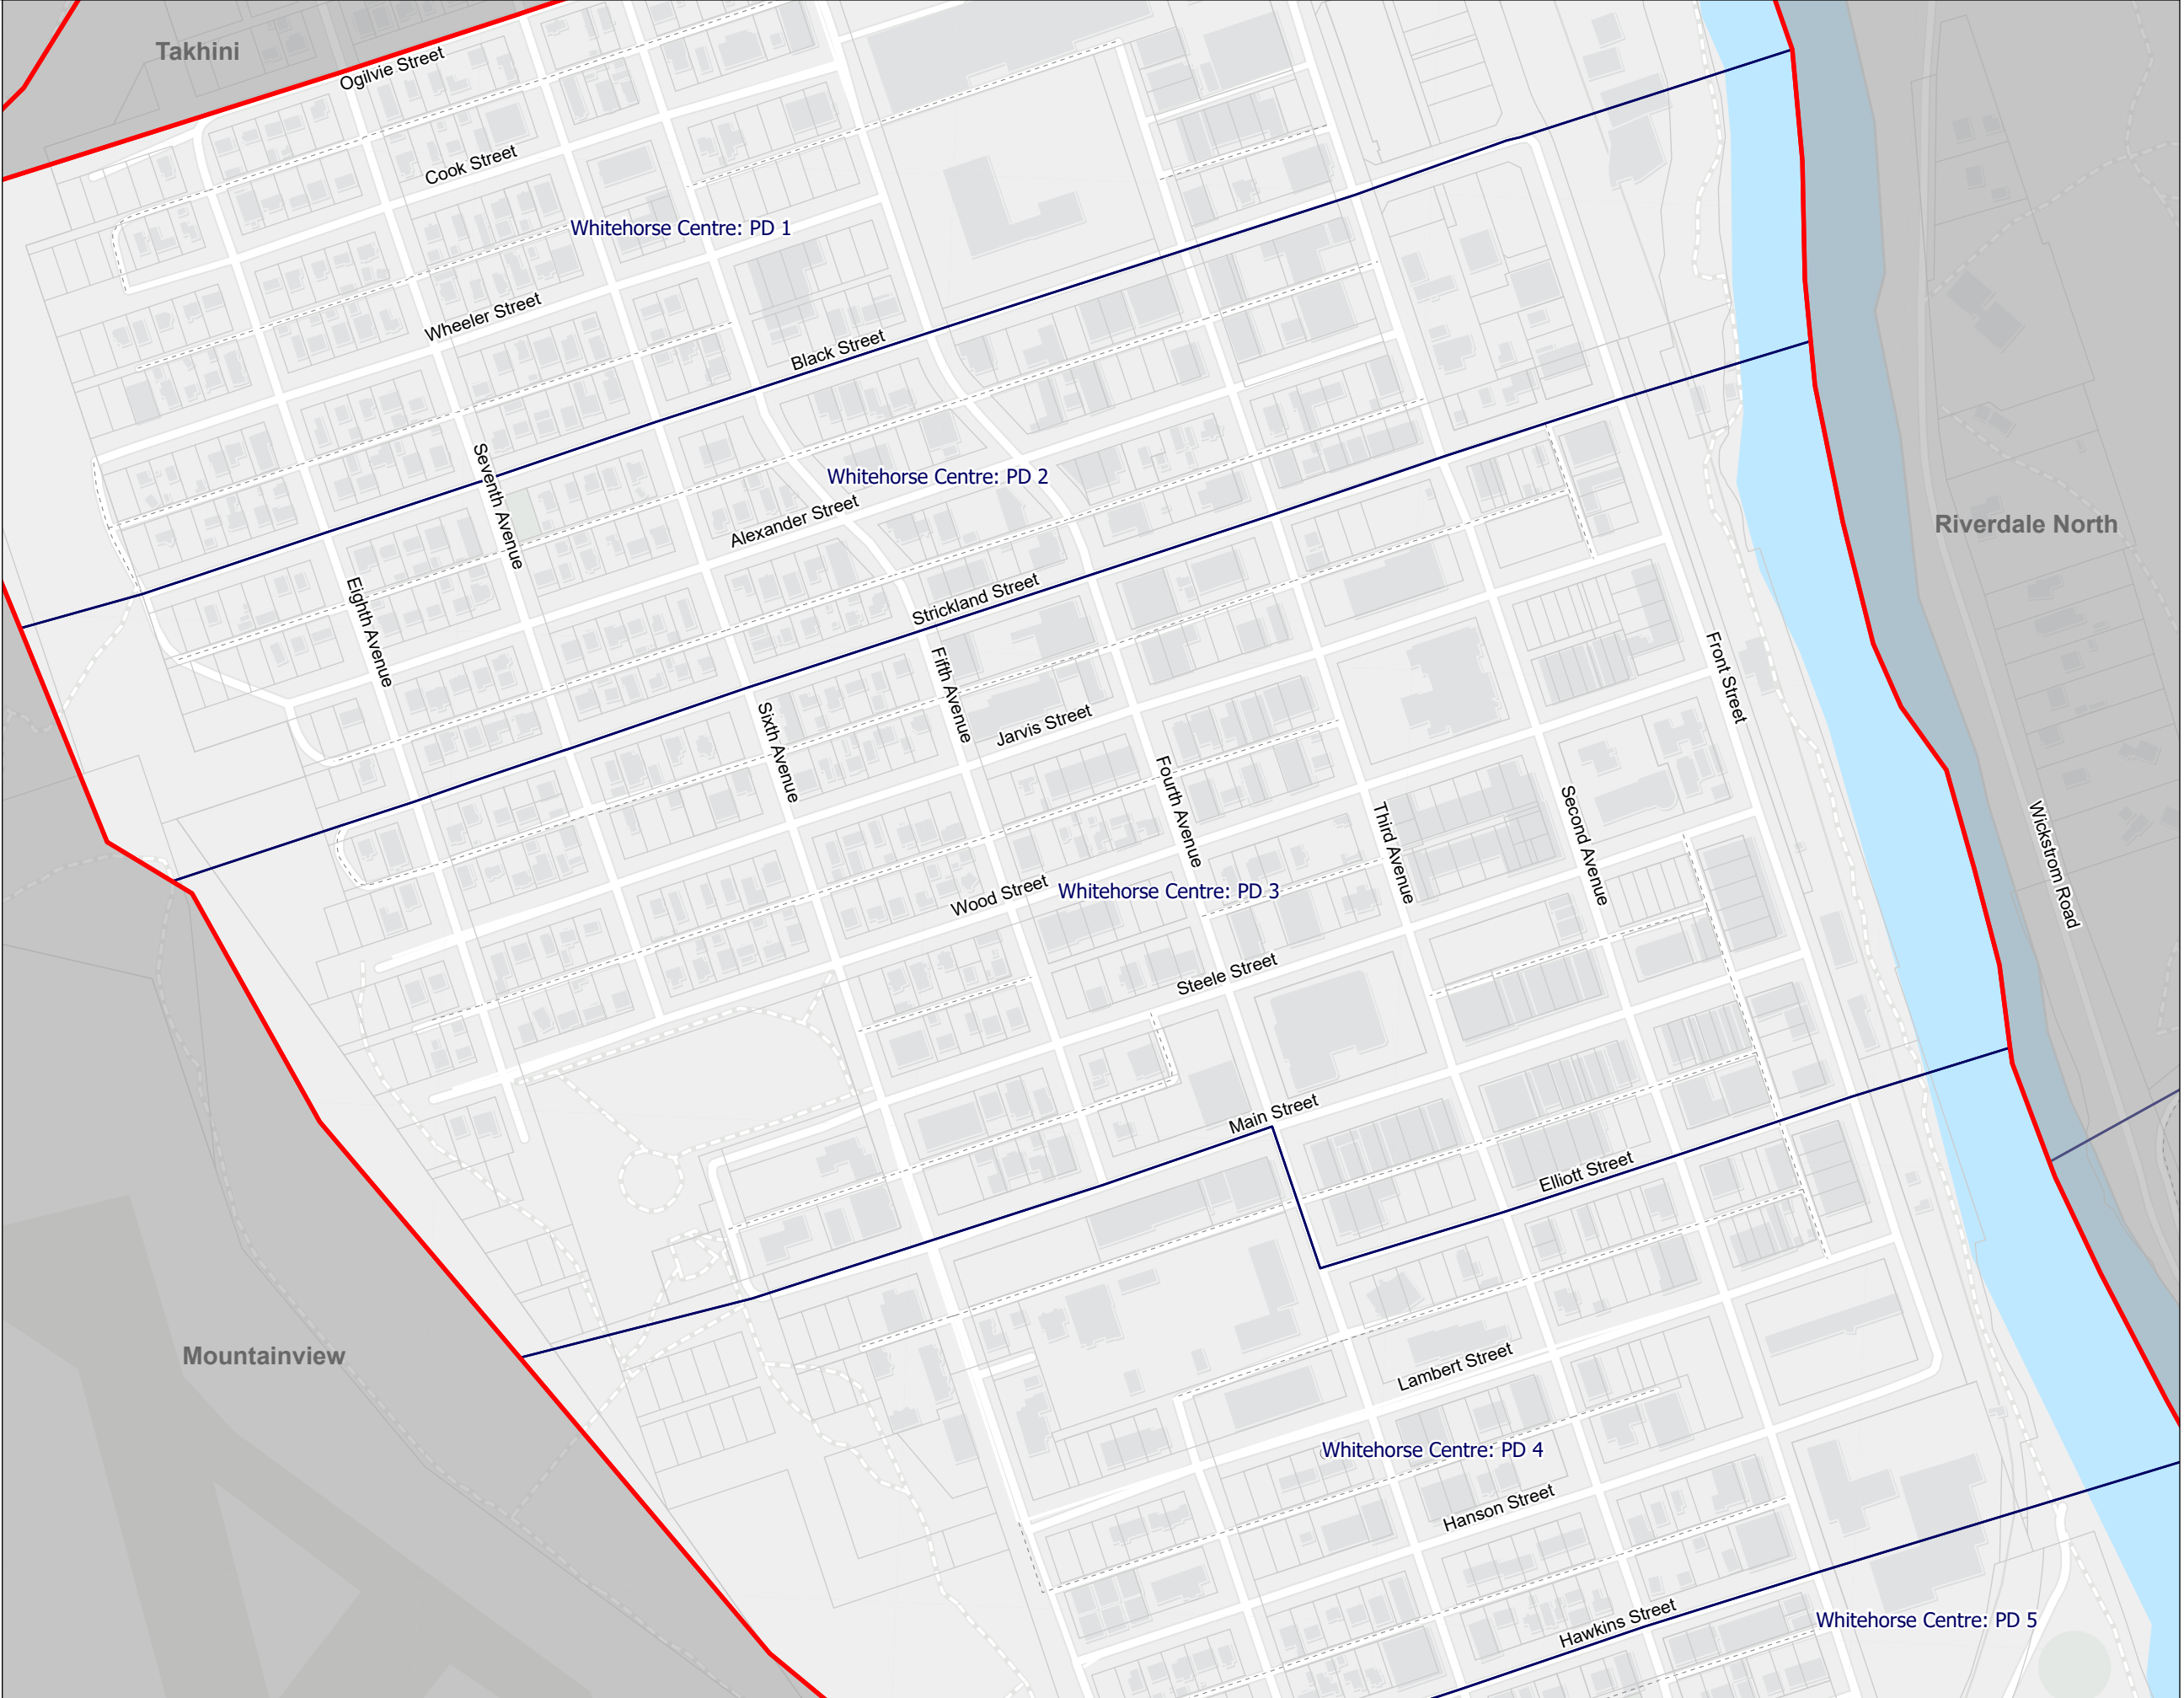 Takhini
Ogilvie Street
Cook Street
Whitehorse Centre: PD 1
Wheeler Street
Black Street
Seventh Avenue
Whitehorse Centre: PD 2
Alexander Street
Riverdale North
Eighth Avenue
Strickland Street
Fifth Avenue
Front Street
Sixth Avenue
Jarvis Street
Fourth Avenue
Third Avenue
Second Avenue
Wickstrom Road
Wood Street
Whitehorse Centre: PD 3
Steele Street
Main Street
Elliott Street
Mountainview
Lambert Street
Whitehorse Centre: PD 4
Hanson Street
Hawkins Street
Whitehorse Centre: PD 5